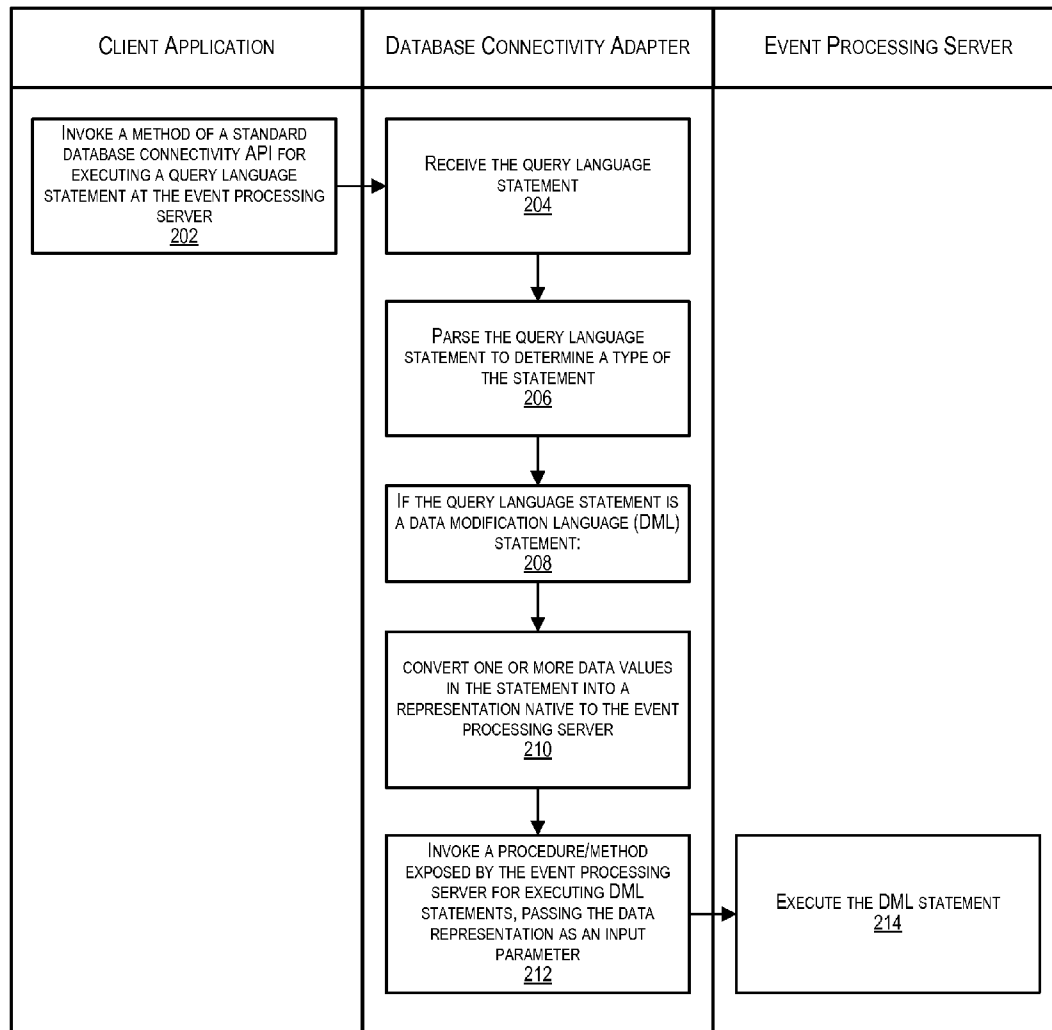 CLIENT APPLICATION
DATABASE CONNECTIVITY ADAPTER
EVENT PROCESSING SERVER
INVOKE A METHOD OF A STANDARD
DATABASE CONNECTIVITY API FOR
EXECUTING A QUERY LANGUAGE
STATEMENT AT THE EVENT PROCESSING
SERVER
202
RECEIVE THE QUERY LANGUAGE
STATEMENT
204
PARSE THE QUERY LANGUAGE
STATEMENT TO DETERMINE A TYPE OF
THE STATEMENT
206
IF THE QUERY LANGUAGE STATEMENT IS
A DATA MODIFICATION LANGUAGE (DML)
STATEMENT:
208
CONVERT ONE OR MORE DATA VALUES
IN THE STATEMENT INTO A
REPRESENTATION NATIVE TO THE EVENT
PROCESSING SERVER
210
INVOKE A PROCEDURE/METHOD
EXPOSED BY THE EVENT PROCESSING
SERVER FOR EXECUTING DML
STATEMENTS, PASSING THE DATA
REPRESENTATION AS AN INPUT
PARAMETER
212
EXECUTE THE DML STATEMENT
214